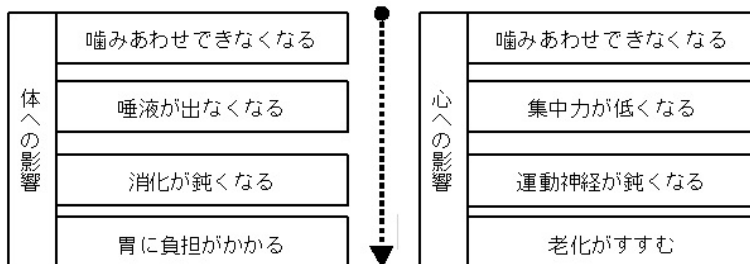 体への影響
噛みあわせできなくなる
唾液が出なくなる
消化が鈍くなる
胃に負担がかかる
心への影響
噛みあわせできなくなる
集中力が低くなる
運動神経が鈍くなる
老化がすすむ